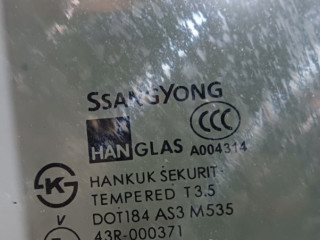 SSANGYONG
CCC
HANGLAS A004314
HANKUK SEKURIT
TEMPERED T3.5
V DOT184 AS3 M535
43R-000371